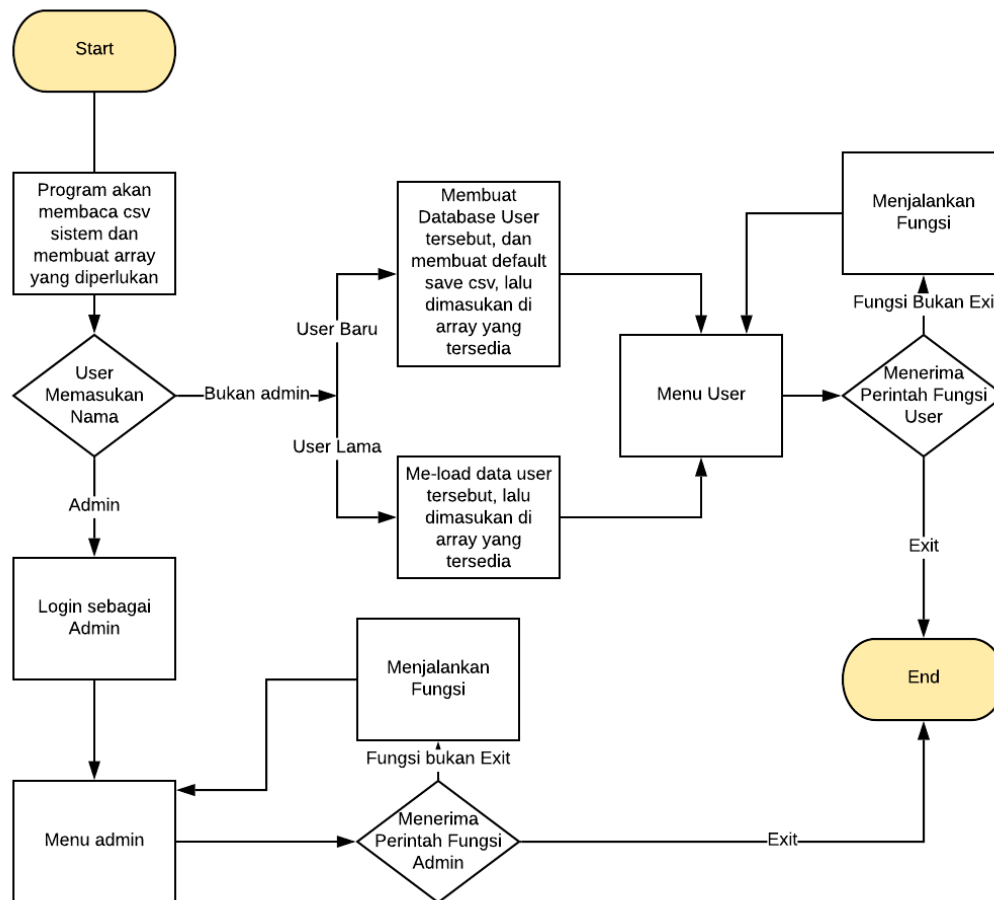 Start
Program akan
membaca csv
sistem dan
membuat array
yang diperlukan
User
Memasukan
Nama
Bukan admin
User Baru
User Lama
Membuat
Database User
tersebut, dan
membuat default
save csv, lalu
dimasukan di
array yang
tersedia
Me-load data user
tersebut, lalu
dimasukan di
array yang
tersedia
Menu User
Menjalankan
Fungsi
Fungsi Bukan Exit
Menerima
Perintah Fungsi
User
Exit
End
Admin
Login sebagai
Admin
Menu admin
Menjalankan
Fungsi
Fungsi bukan Exit
Menerima
Perintah Fungsi
Admin
Exit